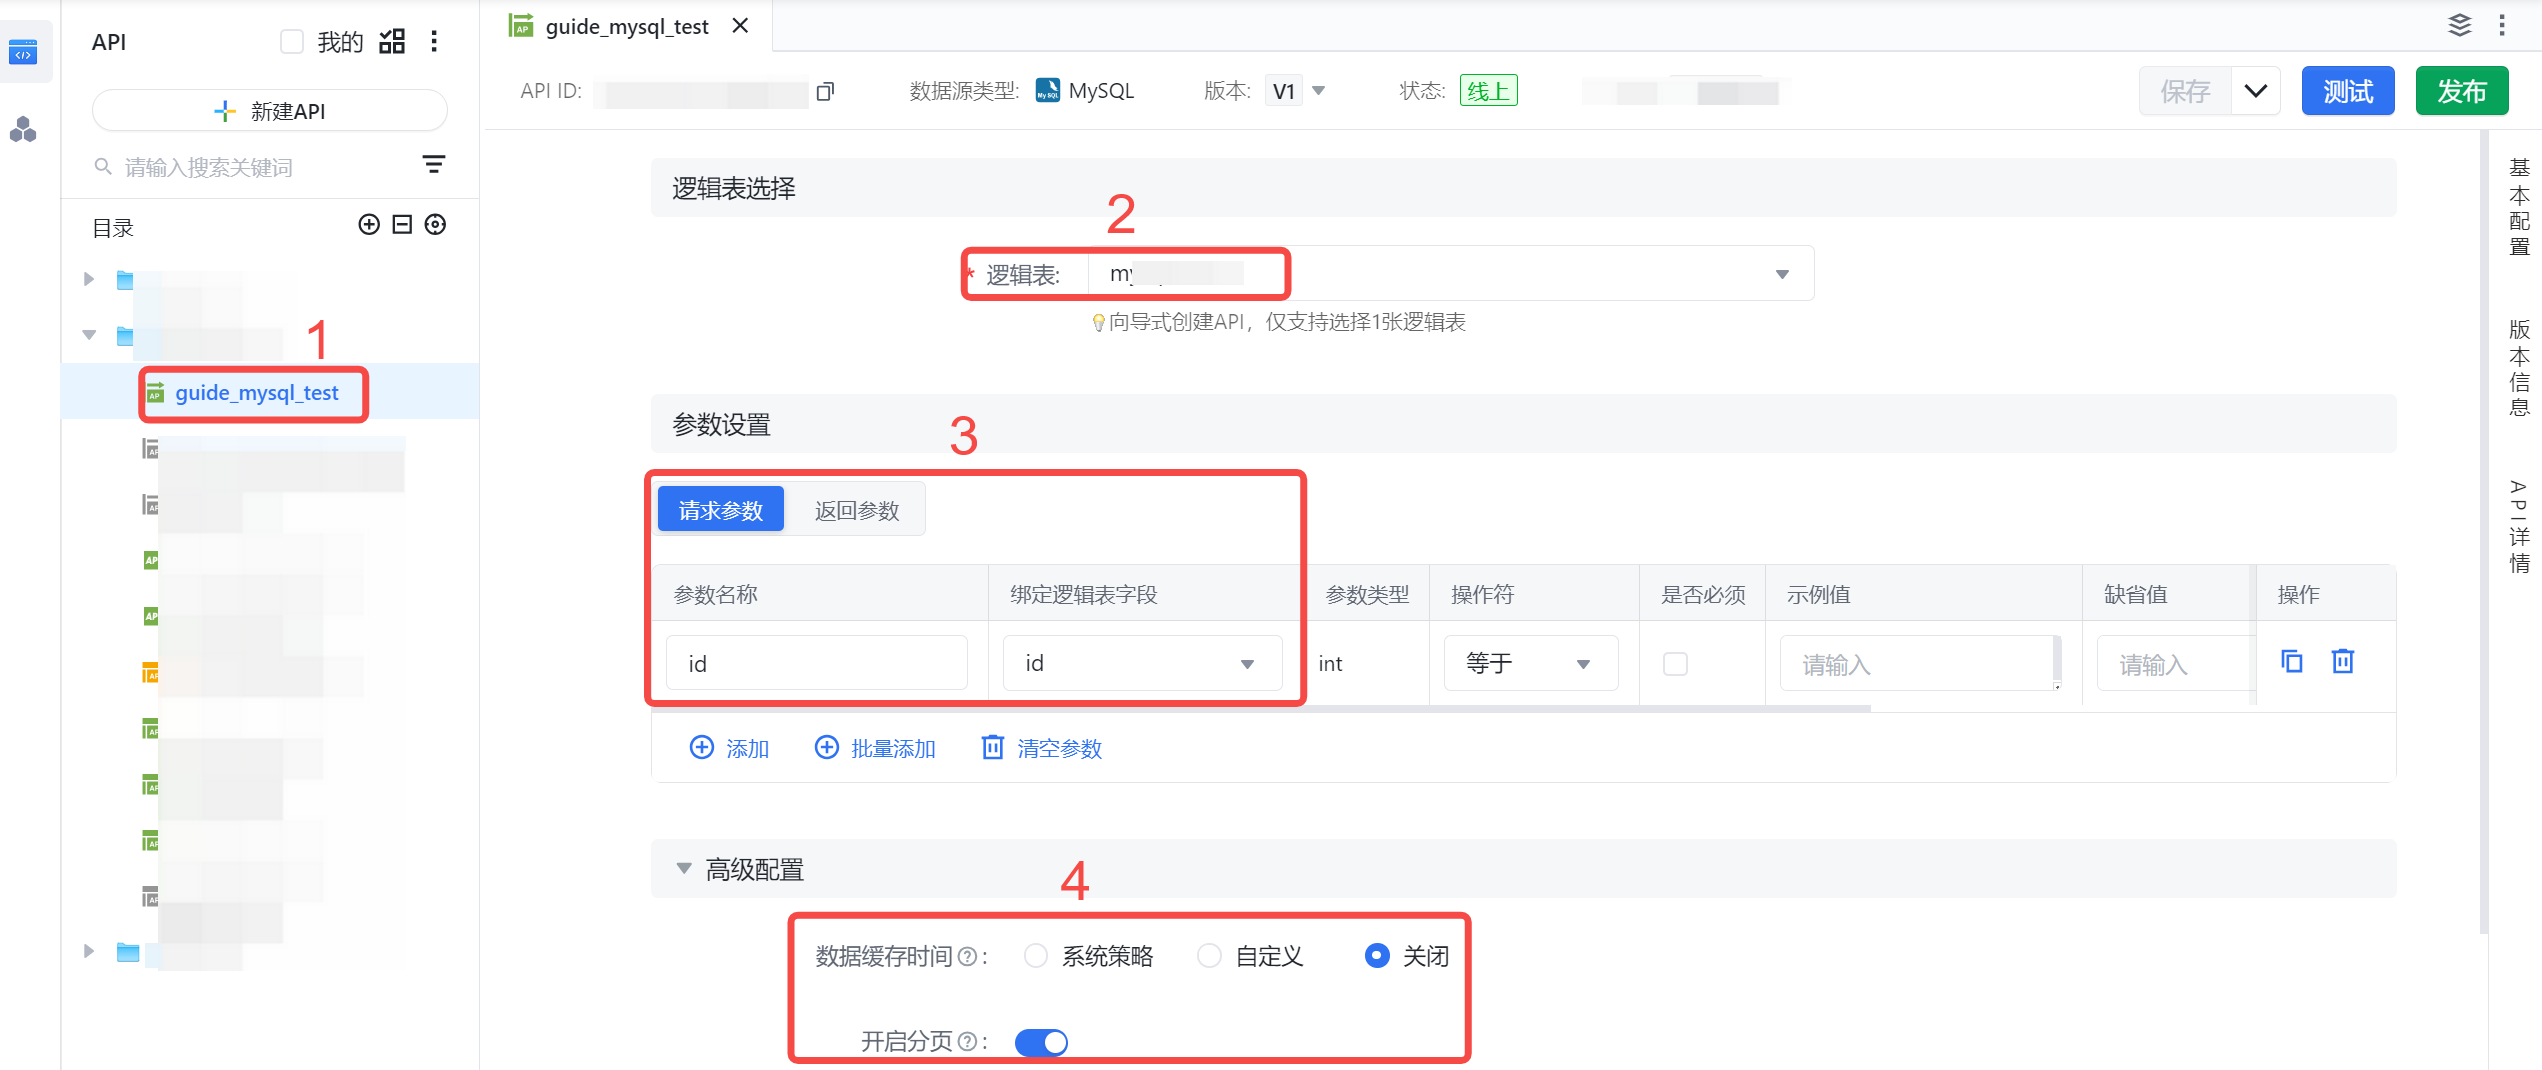 API
我的
新建API
请输入搜索关键词
目录
1
guide_mysql_test
guide_mysql_test
API ID:
数据源类型: MySQL
版本: V1
状态: 线上
保存
测试
发布
逻辑表选择
2
* 逻辑表: my
向导式创建API，仅支持选择1张逻辑表
参数设置
3
请求参数 返回参数
参数名称 绑定逻辑表字段 参数类型 操作符 是否必须 示例值 缺省值 操作
id id int 等于 请输入 请输入
添加 批量添加 清空参数
高级配置
4
数据缓存时间: 系统策略 自定义 关闭
开启分页:
基本配置
版本信息
API详情